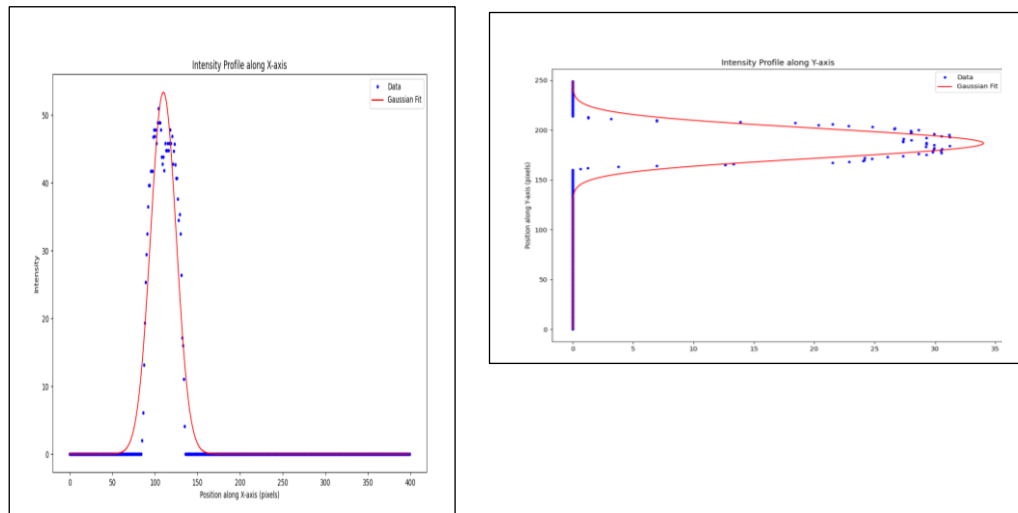 Intensity Profile along X-axis
Data
Gaussian Fit
50
40
30
20
10
0
Intensity
0 50 100 150 200 250 300 350 400
Position along X-axis (pixels)
Intensity Profile along Y-axis
Data
Gaussian Fit
250
200
150
100
50
0
Position along Y-axis (pixels)
0 5 10 15 20 25 30 35